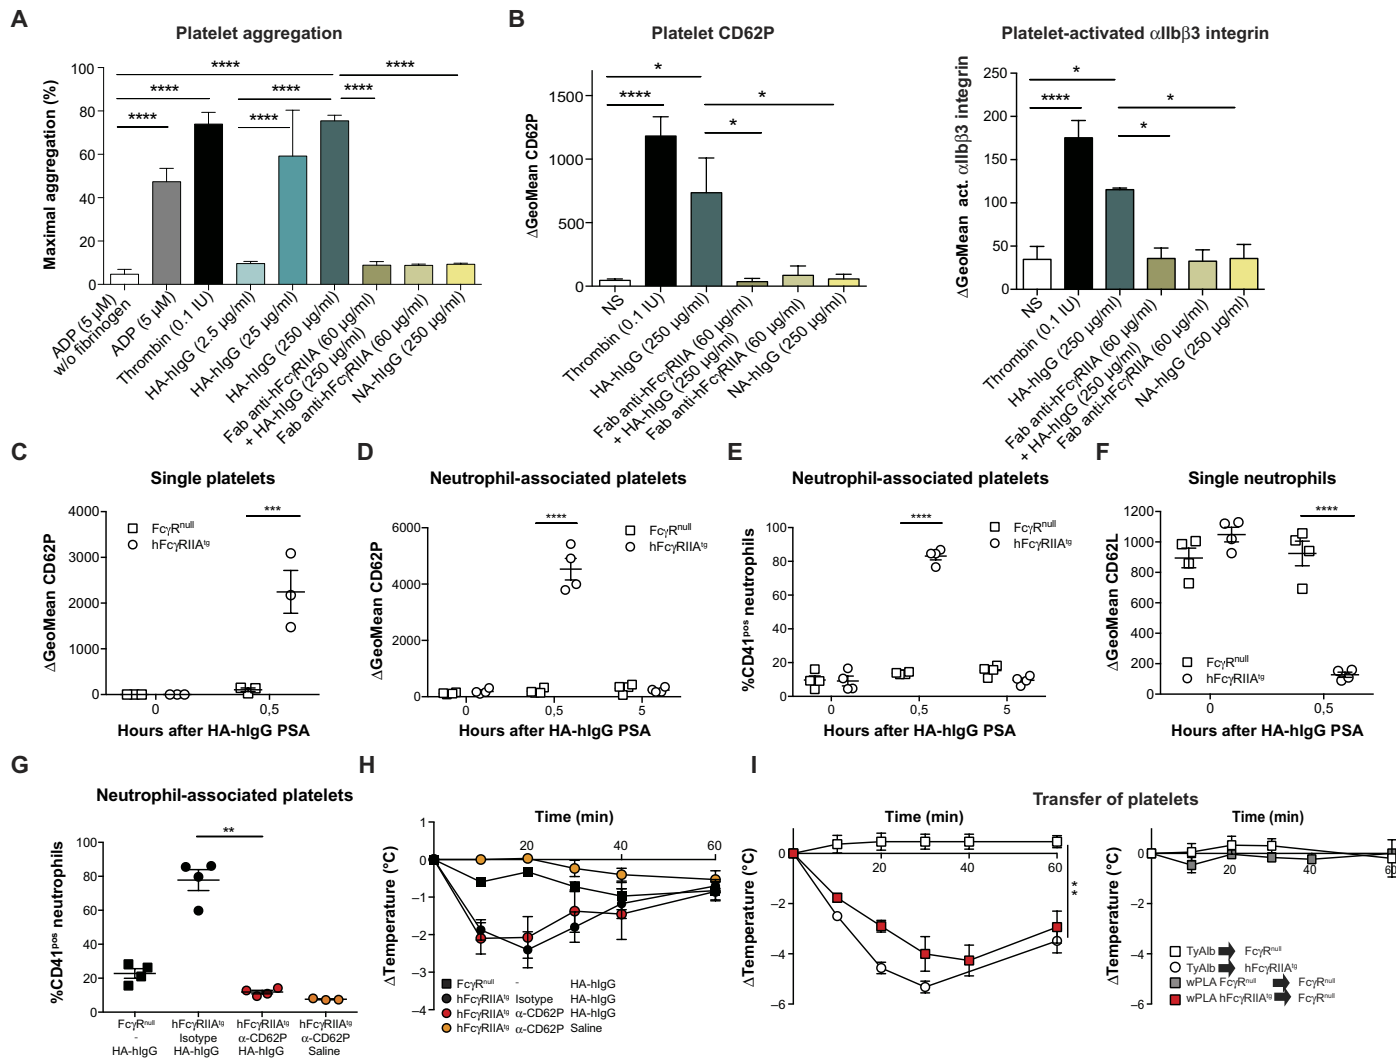 A
Platelet aggregation
Maximal aggregation (%)
100
80
60
40
20
0
****
****
****
****
****
****
****
****
ADP (5 µM)
w/o fibrinogen
ADP (5 µM)
Thrombin (0.1 IU)
HA-hIgG (2.5 µg/ml)
HA-hIgG (25 µg/ml)
HA-hIgG (250 µg/ml)
Fab anti-hFcγRIIA (60 µg/ml)
+ HA-hIgG (250 µg/ml)
Fab anti-hFcγRIIA (60 µg/ml)
NA-hIgG (250 µg/ml)
B
Platelet CD62P
ΔGeoMean CD62P
1500
1000
500
0
*
****
*
*
NS
Thrombin (0.1 IU)
HA-hIgG (250 µg/ml)
Fab anti-hFcγRIIA (60 µg/ml)
+ HA-hIgG (250 µg/ml)
Fab anti-hFcγRIIA (60 µg/ml)
NA-hIgG (250 µg/ml)
Platelet-activated αIIbβ3 integrin
ΔGeoMean act. αIIbβ3 integrin
250
200
150
100
50
0
*
****
*
*
NS
Thrombin (0.1 IU)
HA-hIgG (250 µg/ml)
Fab anti-hFcγRIIA (60 µg/ml)
+ HA-hIgG (250 µg/ml)
Fab anti-hFcγRIIA (60 µg/ml)
NA-hIgG (250 µg/ml)
C
Single platelets
ΔGeoMean CD62P
4000
3000
2000
1000
0
FcγRnull
hFcγRIIAtg
***
0
0,5
Hours after HA-hIgG PSA
D
Neutrophil-associated platelets
ΔGeoMean CD62P
6000
4000
2000
0
****
FcγRnull
hFcγRIIAtg
0
0,5
5
Hours after HA-hIgG PSA
E
Neutrophil-associated platelets
%CD41pos neutrophils
100
80
60
40
20
0
****
FcγRnull
hFcγRIIAtg
0
0,5
5
Hours after HA-hIgG PSA
F
Single neutrophils
ΔGeoMean CD62L
1200
1000
800
600
400
200
0
****
FcγRnull
hFcγRIIAtg
0
0,5
Hours after HA-hIgG PSA
G
Neutrophil-associated platelets
%CD41pos neutrophils
100
80
60
40
20
0
**
FcγRnull
-
HA-hIgG
hFcγRIIAtg
Isotype
HA-hIgG
hFcγRIIAtg
α-CD62P
HA-hIgG
hFcγRIIAtg
α-CD62P
Saline
H
Time (min)
ΔTemperature (°C)
1
0
–1
–2
–3
–4
20
40
60
FcγRnull - HA-hIgG
hFcγRIIAtg Isotype HA-hIgG
hFcγRIIAtg α-CD62P HA-hIgG
hFcγRIIAtg α-CD62P Saline
I
Transfer of platelets
Time (min)
ΔTemperature (°C)
0
–2
–4
–6
20
40
60
**
Time (min)
ΔTemperature (°C)
0
–2
–4
–6
20
40
60
TyAlb FcγRnull
TyAlb hFcγRIIAtg
wPLA FcγRnull FcγRnull
wPLA hFcγRIIAtg FcγRnull